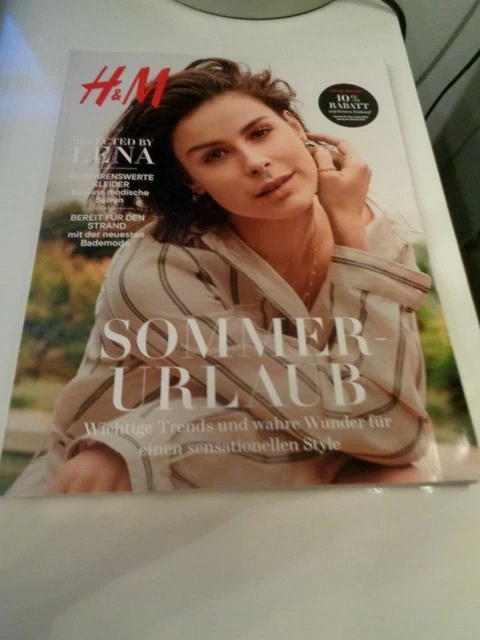 H&M
10%
RABATT
SELECTED BY
LENA
KLEIDER
BEREIT FÜR DEN
STRAND
mit der neuesten
Bademode
SOMMER-
URLAUB
Wichtige Trends und wahre Wunder für
einen sensationellen Style